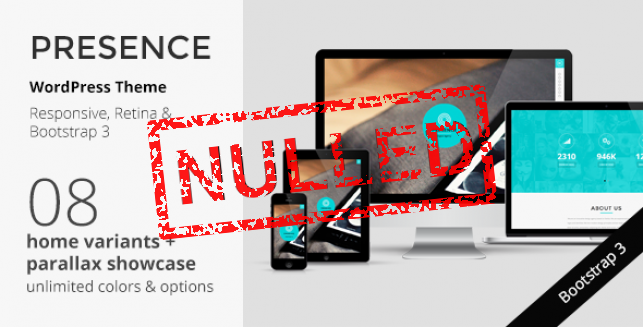 PRESENCE
WordPress Theme
Responsive, Retina &
Bootstrap 3
08
home variants +
parallax showcase
unlimited colors & options
NULLED
2310
946K
12
ABOUT US
Bootstrap 3